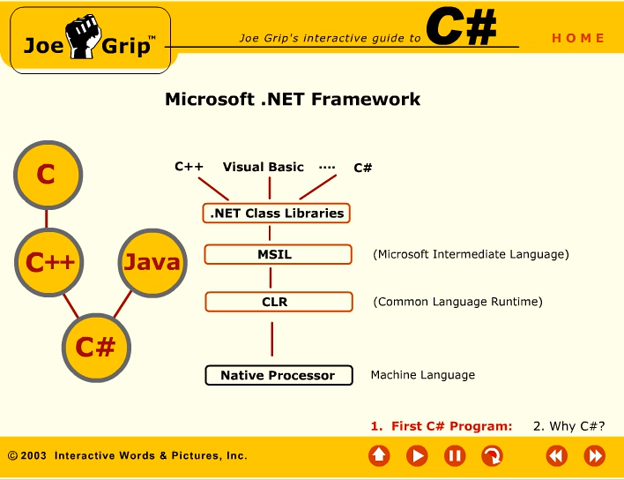 Joe Grip™
Joe Grip's interactive guide to C#
HOME
Microsoft .NET Framework
C
C++
Java
C#
C++ Visual Basic .... C#
.NET Class Libraries
MSIL (Microsoft Intermediate Language)
CLR (Common Language Runtime)
Native Processor Machine Language
1. First C# Program: 2. Why C#?
© 2003 Interactive Words & Pictures, Inc.